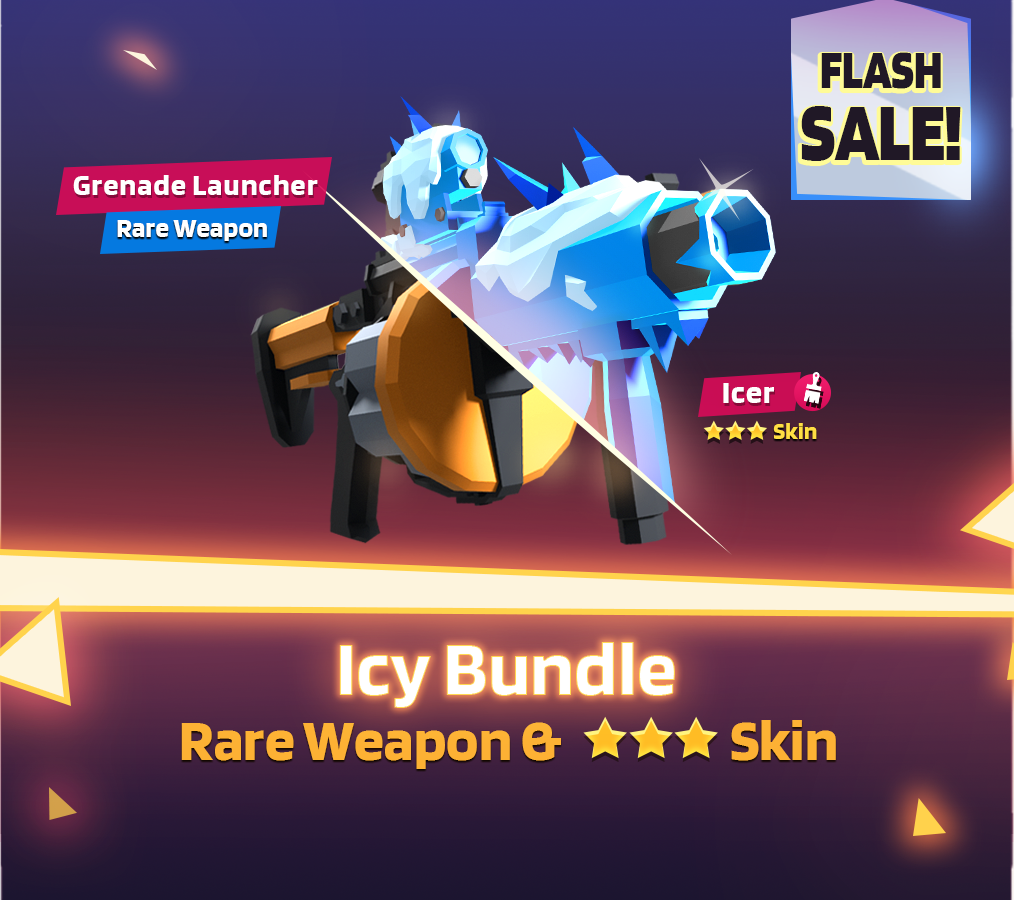 FLASH
SALE!
Grenade Launcher
Rare Weapon
Icer
★★★ Skin
Icy Bundle
Rare Weapon & ★★★ Skin